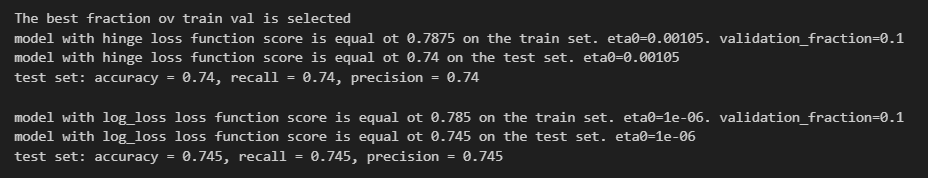 The best fraction ov train val is selected
model with hinge loss function score is equal ot 0.7875 on the train set. eta0=0.00105. validation_fraction=0.1
model with hinge loss function score is equal ot 0.74 on the test set. eta0=0.00105
test set: accuracy = 0.74, recall = 0.74, precision = 0.74

model with log_loss loss function score is equal ot 0.785 on the train set. eta0=1e-06. validation_fraction=0.1
model with log_loss loss function score is equal ot 0.745 on the test set. eta0=1e-06
test set: accuracy = 0.745, recall = 0.745, precision = 0.745